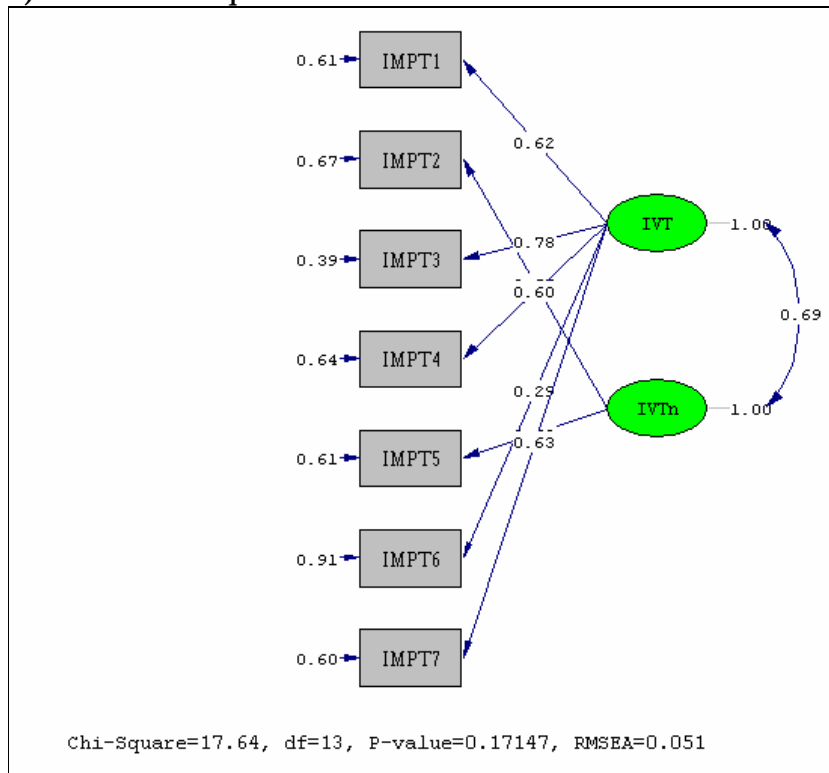 0.61
IMPT1
0.62
0.67
IMPT2
IVT
1.00
0.78
0.39
IMPT3
0.60
0.69
0.64
IMPT4
0.29
IVTn
1.00
0.63
0.61
IMPT5
0.91
IMPT6
0.60
IMPT7
Chi-Square=17.64, df=13, P-value=0.17147, RMSEA=0.051